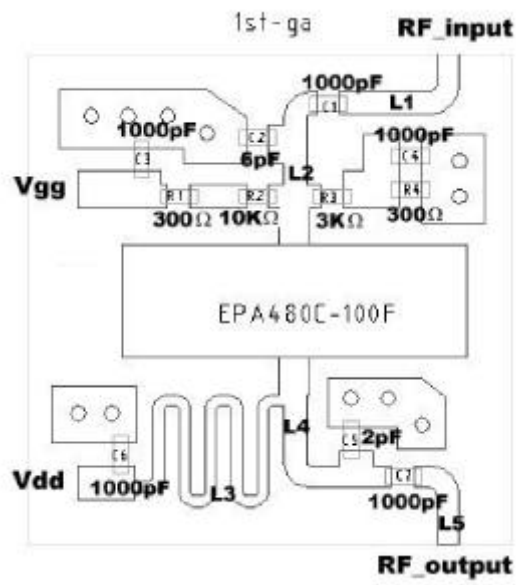 1st-ga
RF_input
1000pF
C1
L1
1000pF
C2
1000pF
C3
6pF
L2
C4
Vgg
R1
R2
R3
R4
300Ω
10KΩ
3KΩ
300Ω
EPA480C-100F
L4
C5
2pF
C6
Vdd
1000pF
L3
C7
1000pF
L5
RF_output